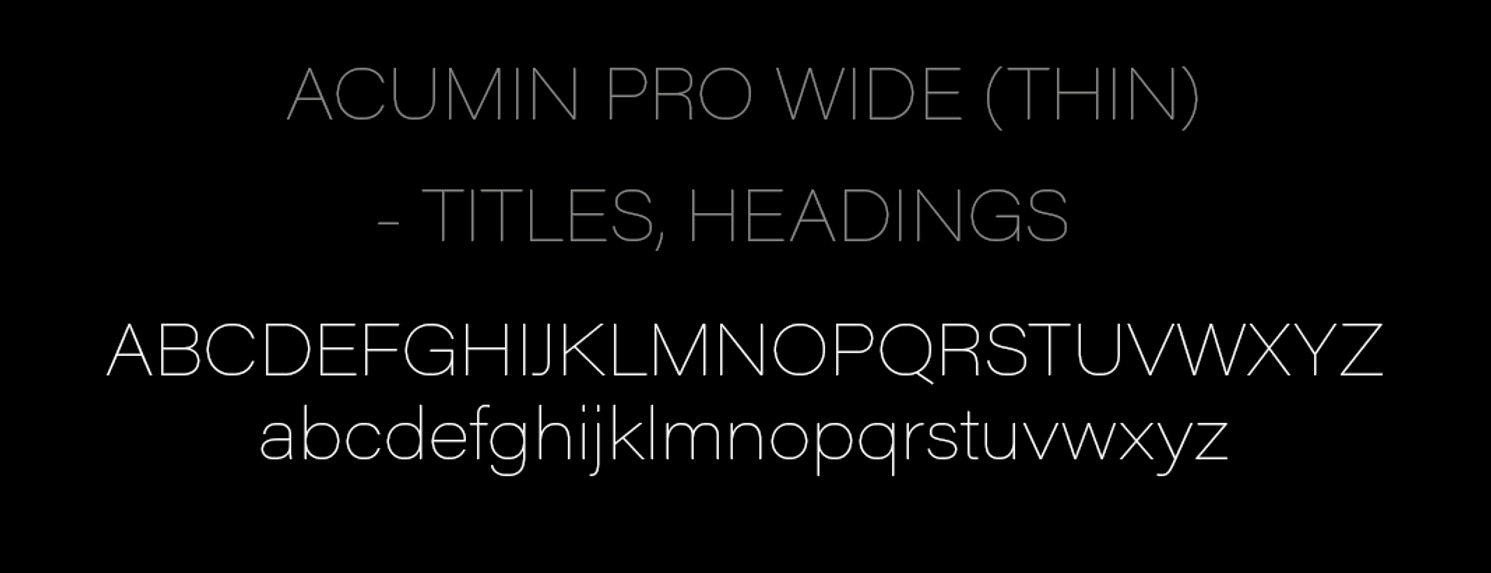 ACUMIN PRO WIDE (THIN)
– TITLES, HEADINGS
ABCDEFGHIJKLMNOPQRSTUVWXYZ
abcdefghijklmnopqrstuvwxyz